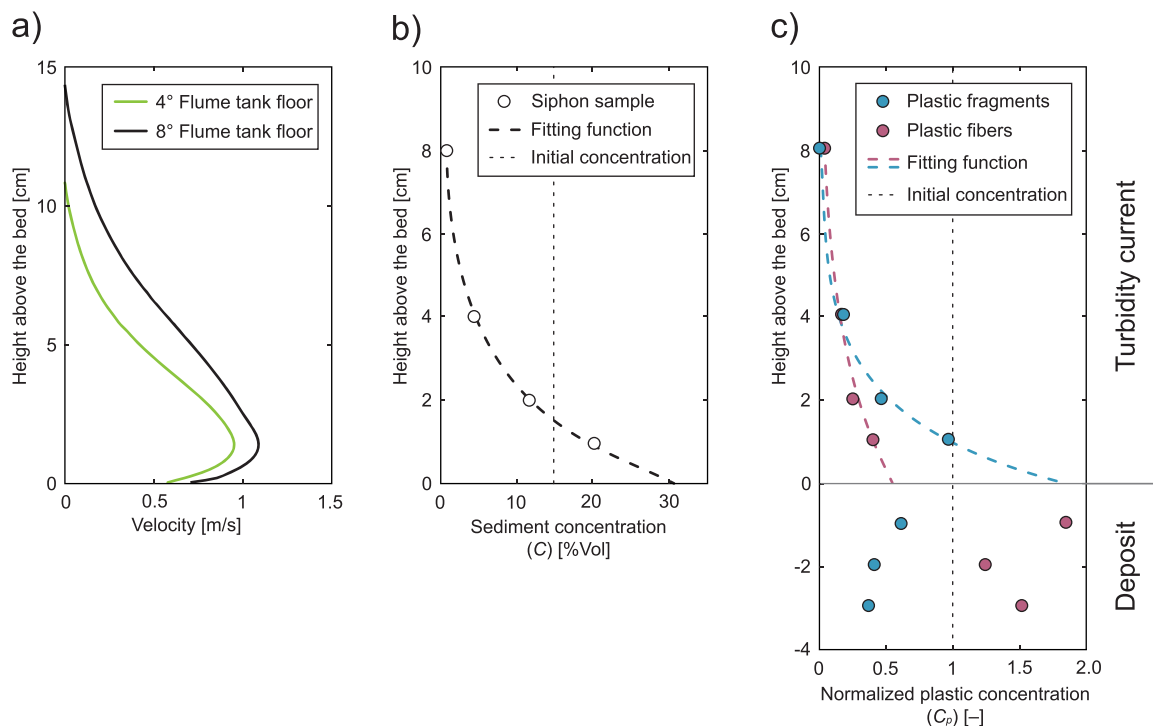 a)
15
10
5
0
Height above the bed [cm]
4° Flume tank floor
8° Flume tank floor
0
0.5
1.0
1.5
Velocity [m/s]
b)
10
8
6
4
2
0
Height above the bed [cm]
Siphon sample
Fitting function
Initial concentration
0
10
20
30
Sediment concentration
(C) [%Vol]
c)
10
8
6
4
2
0
-2
-4
Height above the bed [cm]
Plastic fragments
Plastic fibers
Fitting function
Initial concentration
0
0.5
1
1.5
2.0
Normalized plastic concentration
(Cp) [–]
Turbidity current
Deposit